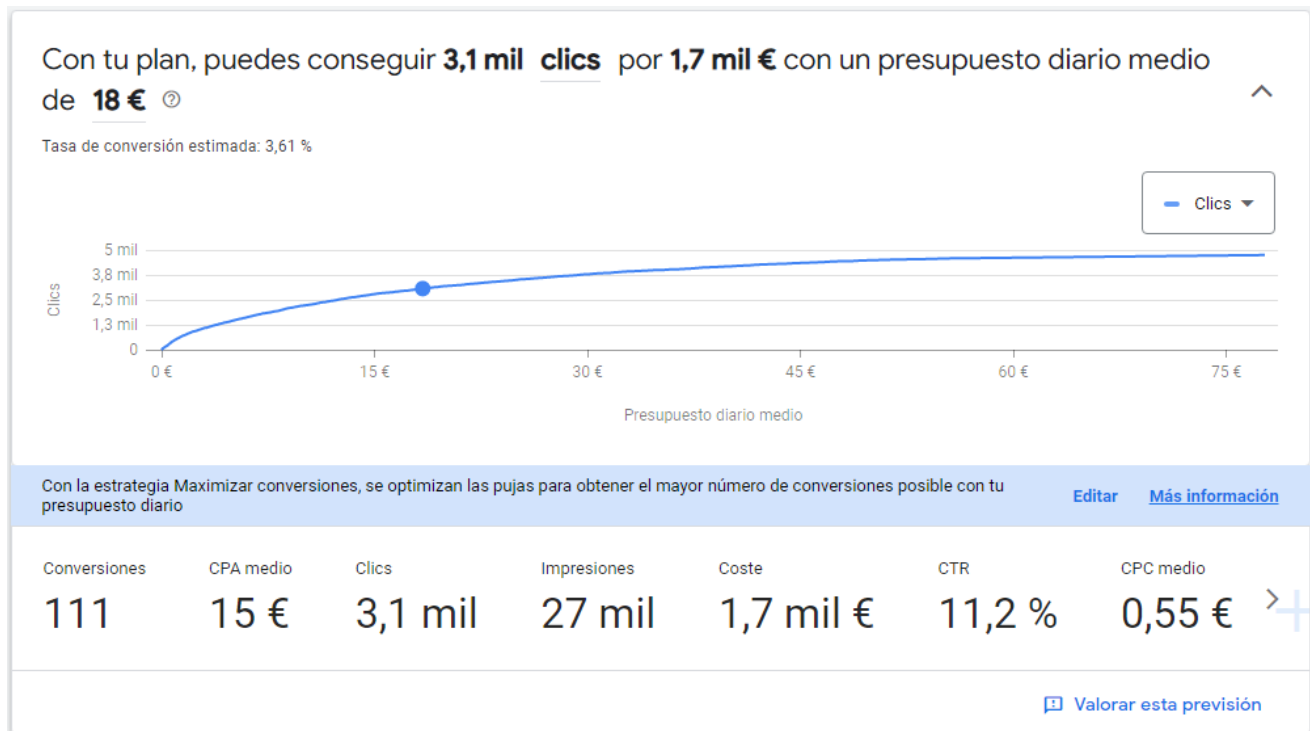 Con tu plan, puedes conseguir 3,1 mil clics por 1,7 mil € con un presupuesto diario medio
de 18 €
Tasa de conversión estimada: 3,61 %
Clics
5 mil
3,8 mil
2,5 mil
1,3 mil
0
Clics
0 €
15 €
30 €
45 €
60 €
75 €
Presupuesto diario medio
Con la estrategia Maximizar conversiones, se optimizan las pujas para obtener el mayor número de conversiones posible con tu
presupuesto diario
Editar
Más información
Conversiones
111
CPA medio
15 €
Clics
3,1 mil
Impresiones
27 mil
Coste
1,7 mil €
CTR
11,2 %
CPC medio
0,55 €
Valorar esta previsión